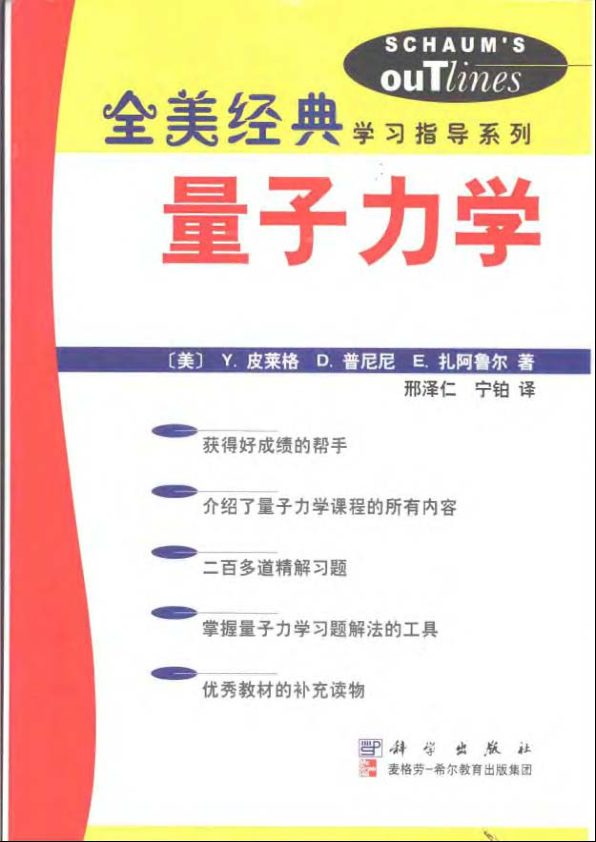 SCHAUM'S
ouTlines
全美经典学习指导系列
量子力学
〔美〕 Y. 皮莱格 D. 普尼尼 E. 扎阿鲁尔 著
邢泽仁 宁铂 译
获得好成绩的帮手
介绍了量子力学课程的所有内容
二百多道精解习题
掌握量子力学习题解法的工具
优秀教材的补充读物
科学出版社
麦格劳-希尔教育出版集团